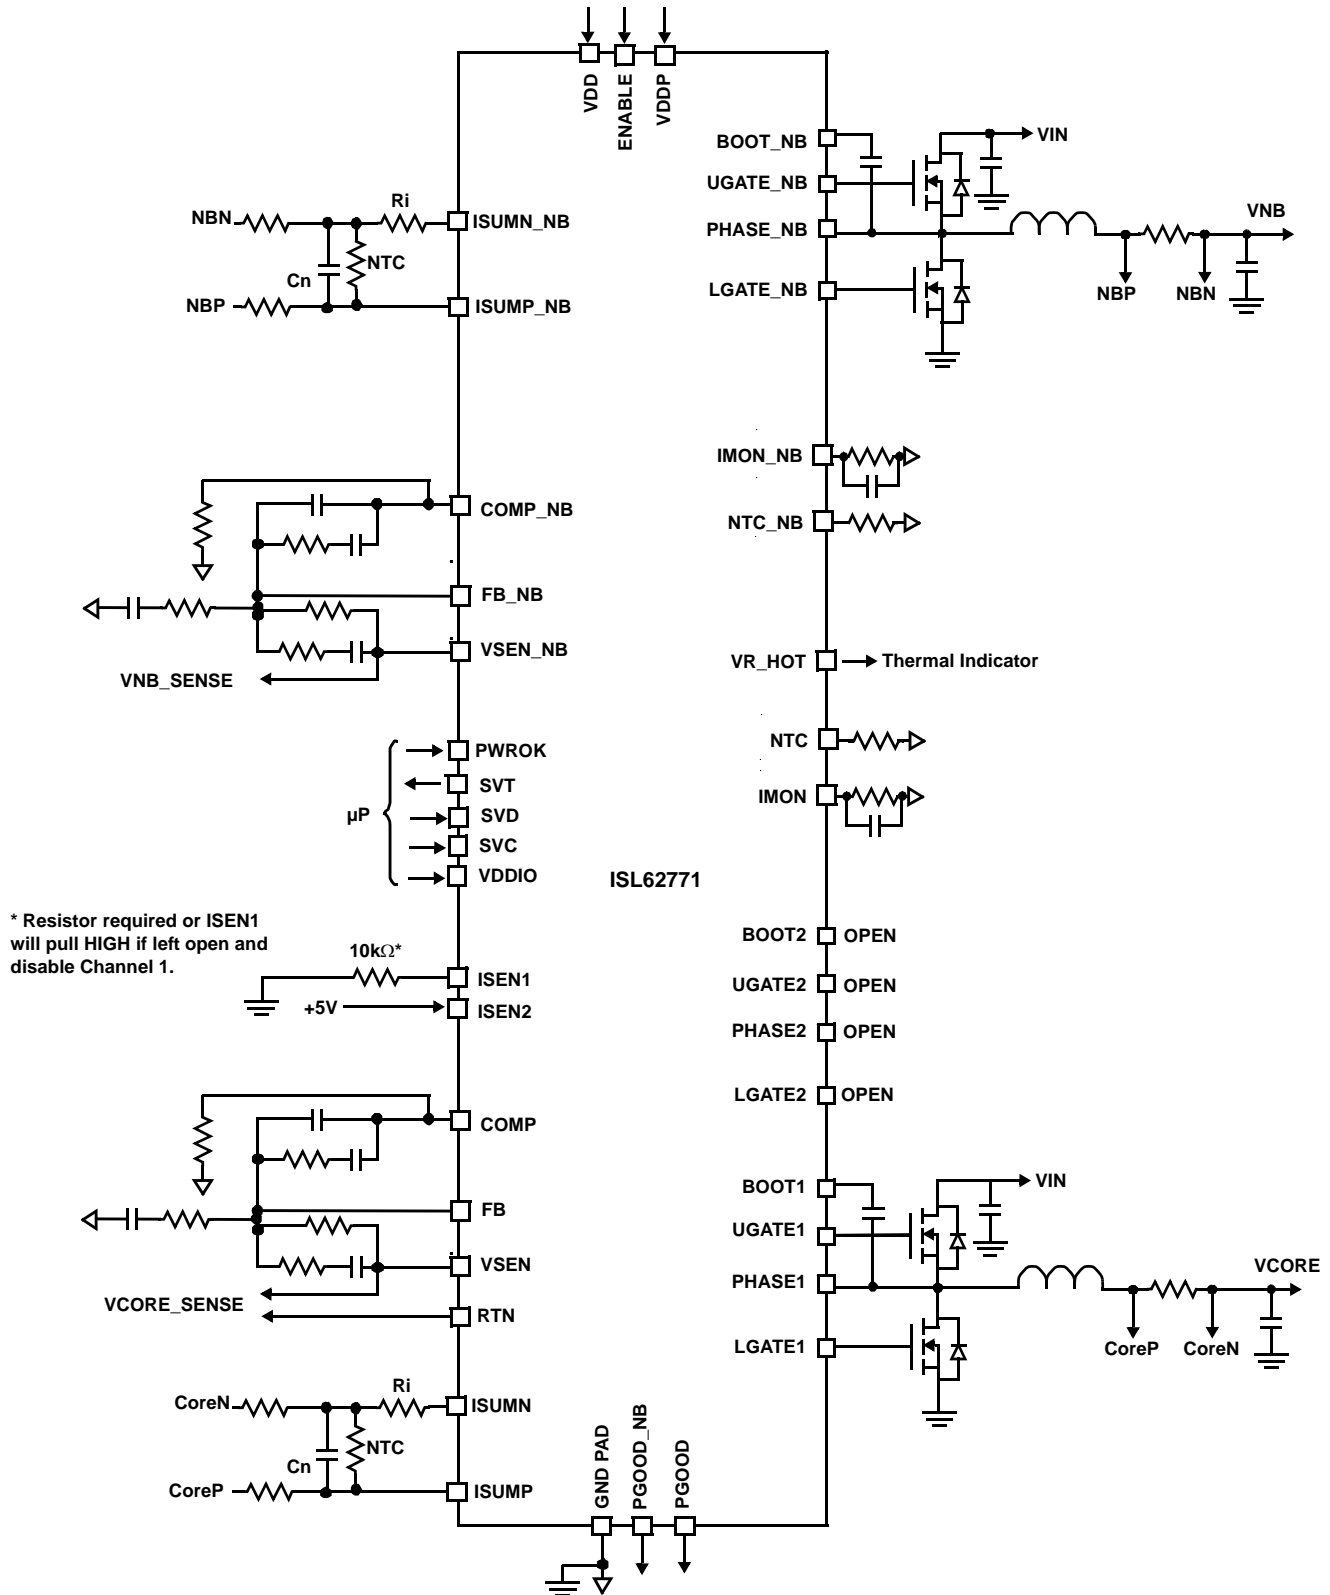 VDD
ENABLE
VDDP
BOOT_NB
VIN
UGATE_NB
PHASE_NB
VNB
LGATE_NB
NBP
NBN
NBN
Ri
ISUMN_NB
Cn
NTC
NBP
ISUMP_NB
IMON_NB
COMP_NB
NTC_NB
FB_NB
VSEN_NB
VNB_SENSE
VR_HOT
Thermal Indicator
NTC
IMON
µP
PWROK
SVT
SVD
SVC
VDDIO
ISL62771
* Resistor required or ISEN1
will pull HIGH if left open and
disable Channel 1.
10kΩ*
ISEN1
+5V
ISEN2
BOOT2
OPEN
UGATE2
OPEN
PHASE2
OPEN
LGATE2
OPEN
COMP
FB
VSEN
VCORE_SENSE
RTN
BOOT1
VIN
UGATE1
PHASE1
VCORE
LGATE1
CoreP
CoreN
CoreN
Ri
ISUMN
Cn
NTC
CoreP
ISUMP
GND PAD
PGOOD_NB
PGOOD